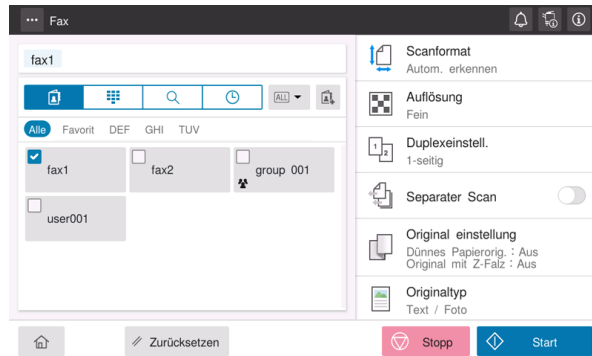 Fax
fax1
ALL
Alle Favorit DEF GHI TUV
fax1
fax2
group 001
user001
Scanformat
Autom. erkennen
Auflösung
Fein
1 2
Duplexeinstell.
1-seitig
Separater Scan
Original einstellung
Dünnes Papierorig. : Aus
Original mit Z-Falz : Aus
Originaltyp
Text / Foto
Zurücksetzen
Stopp
Start